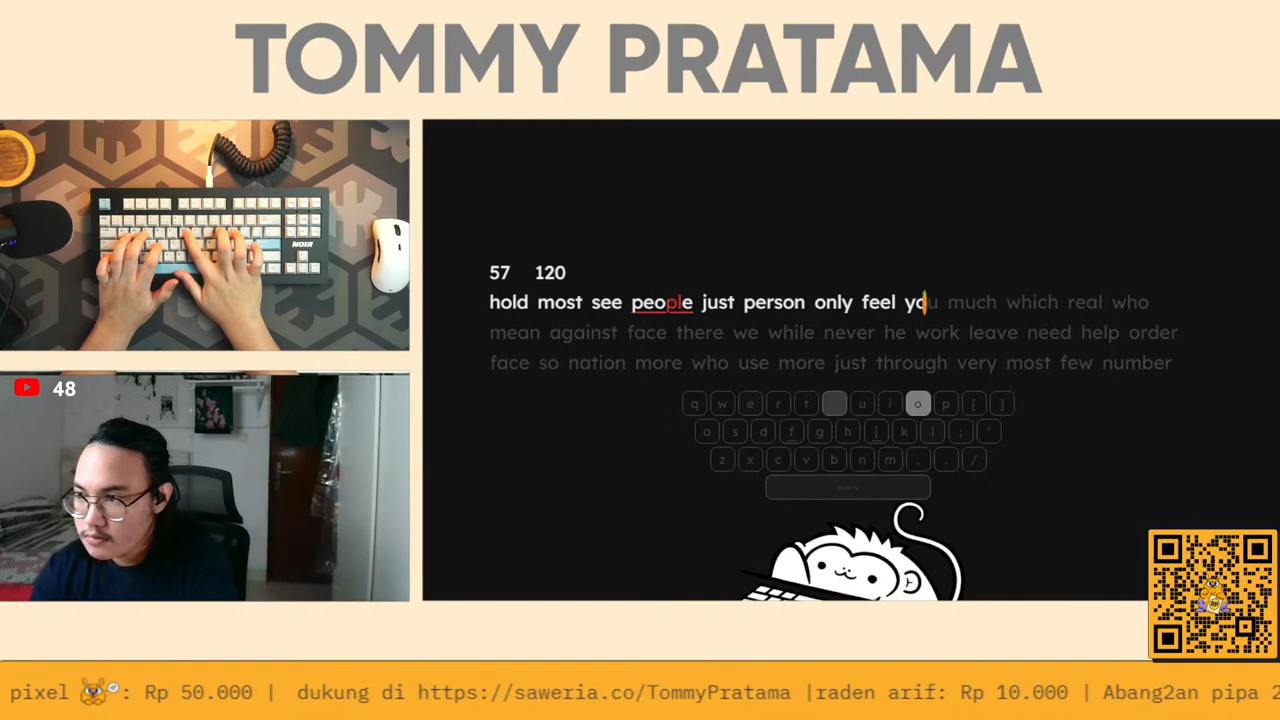 TOMMY PRATAMA
NOIR
48
57 120
hold most see people just person only feel you much which real who
mean against face there we while never he work leave need help order
face so nation more who use more just through very most few number
q w e r t u i o p [ ]
a s d f g h j k l ; '
z x c v b n m , . /
qwerty
pixel : Rp 50.000 | dukung di https://saweria.co/TommyPratama |raden arif: Rp 10.000 | Abang2an pipa 2